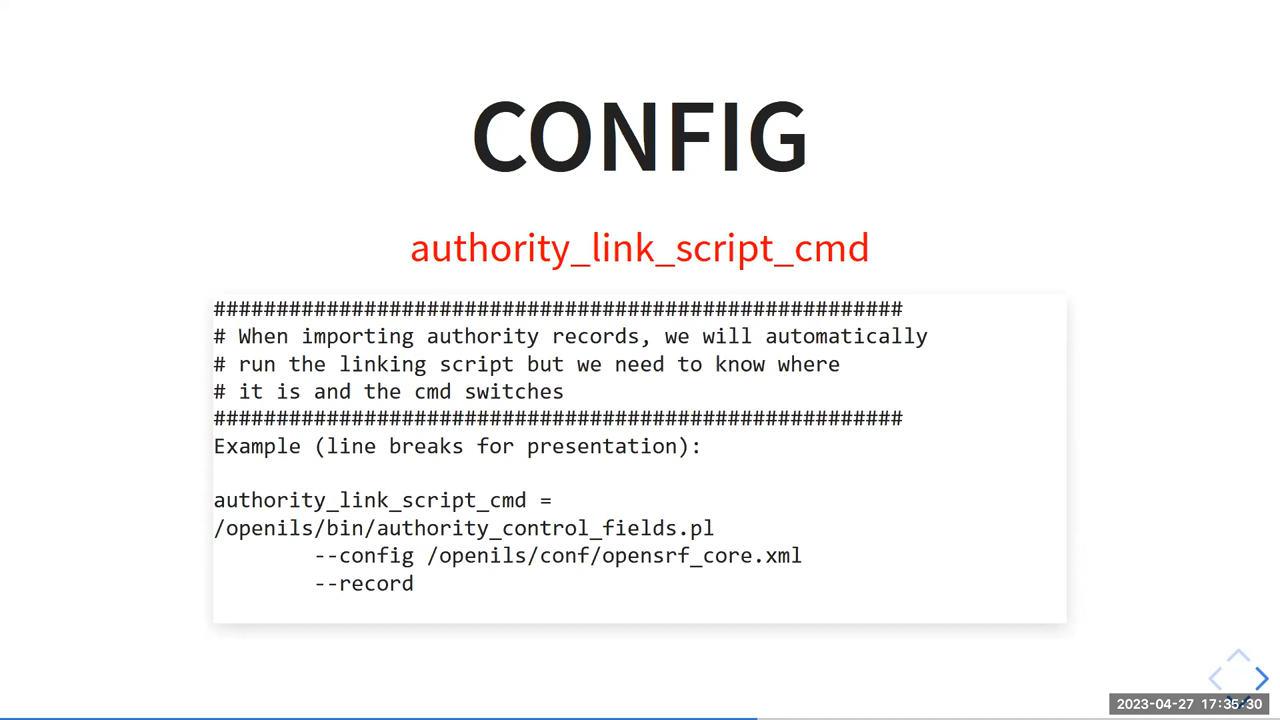 CONFIG
authority_link_script_cmd
#######################################################
# When importing authority records, we will automatically
# run the linking script but we need to know where
# it is and the cmd switches
#######################################################
Example (line breaks for presentation):
authority_link_script_cmd =
/openils/bin/authority_control_fields.pl
--config /openils/conf/opensrf_core.xml
--record
2023-04-27 17:35:30